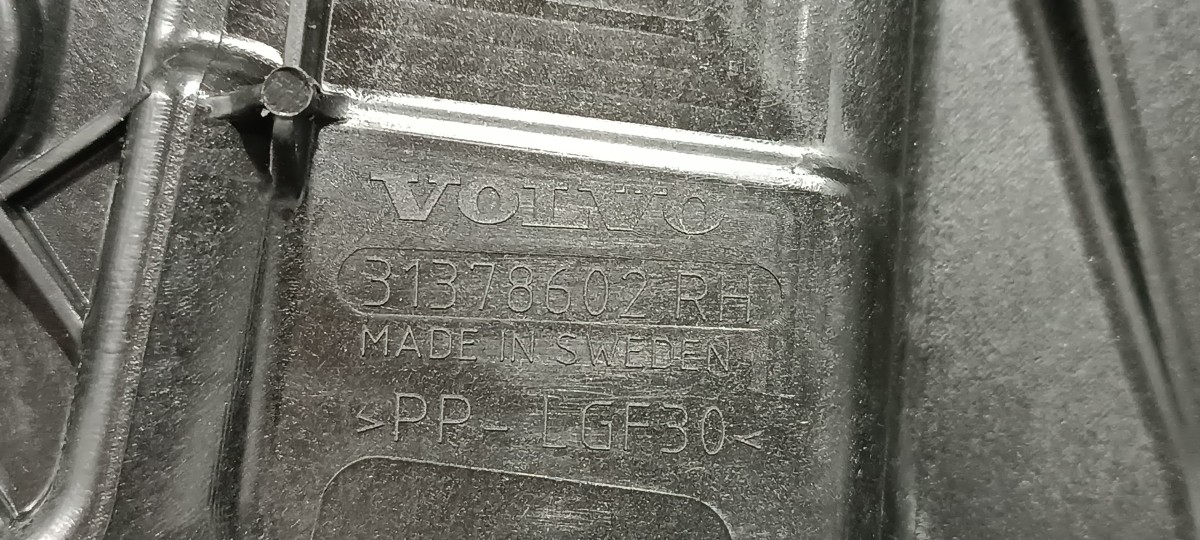 VOLVO
31378602 RH
MADE IN SWEDEN
>PP-LGF30<